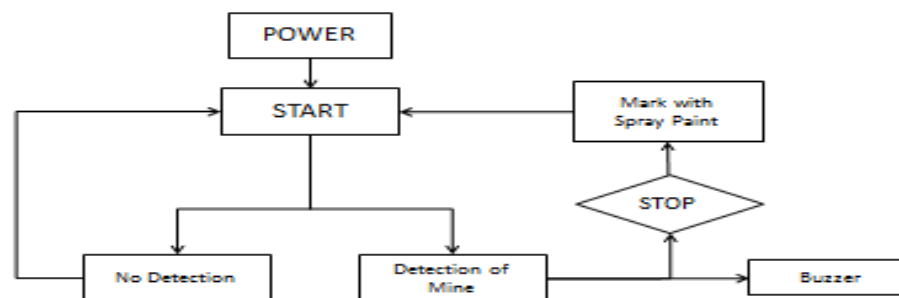 POWER
START
Mark with
Spray Paint
STOP
No Detection
Detection of
Mine
Buzzer